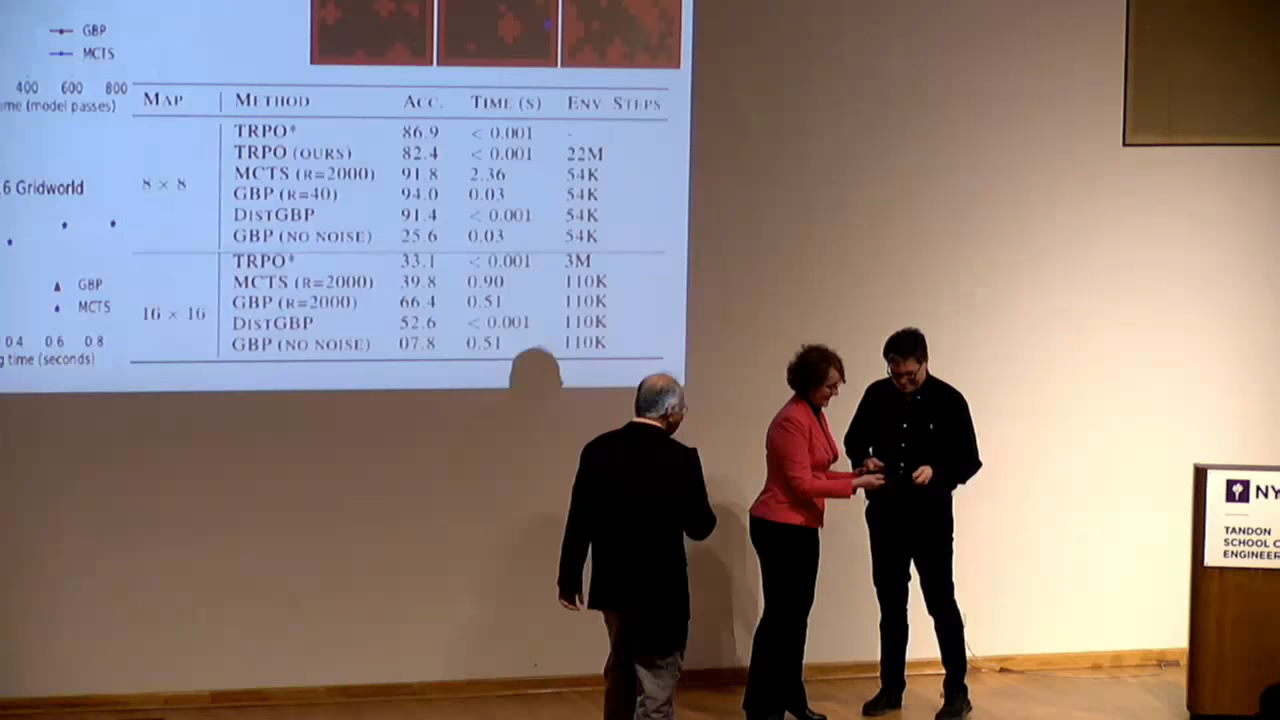 GBP
MCTS
400 600 800
me (model passes)
MAP METHOD ACC. TIME (S) ENV STEPS
TRPO* 86.9 < 0.001 -
TRPO (OURS) 82.4 < 0.001 22M
MCTS (R=2000) 91.8 2.36 54K
8 × 8 GBP (R=40) 94.0 0.03 54K
DISTGBP 91.4 < 0.001 54K
GBP (NO NOISE) 25.6 0.03 54K
TRPO* 33.1 < 0.001 3M
MCTS (R=2000) 39.8 0.90 110K
16 × 16 GBP (R=2000) 66.4 0.51 110K
DISTGBP 52.6 < 0.001 110K
GBP (NO NOISE) 07.8 0.51 110K
6 Gridworld
GBP
MCTS
0.4 0.6 0.8
g time (seconds)
NY
TANDON
SCHOOL O
ENGINEER